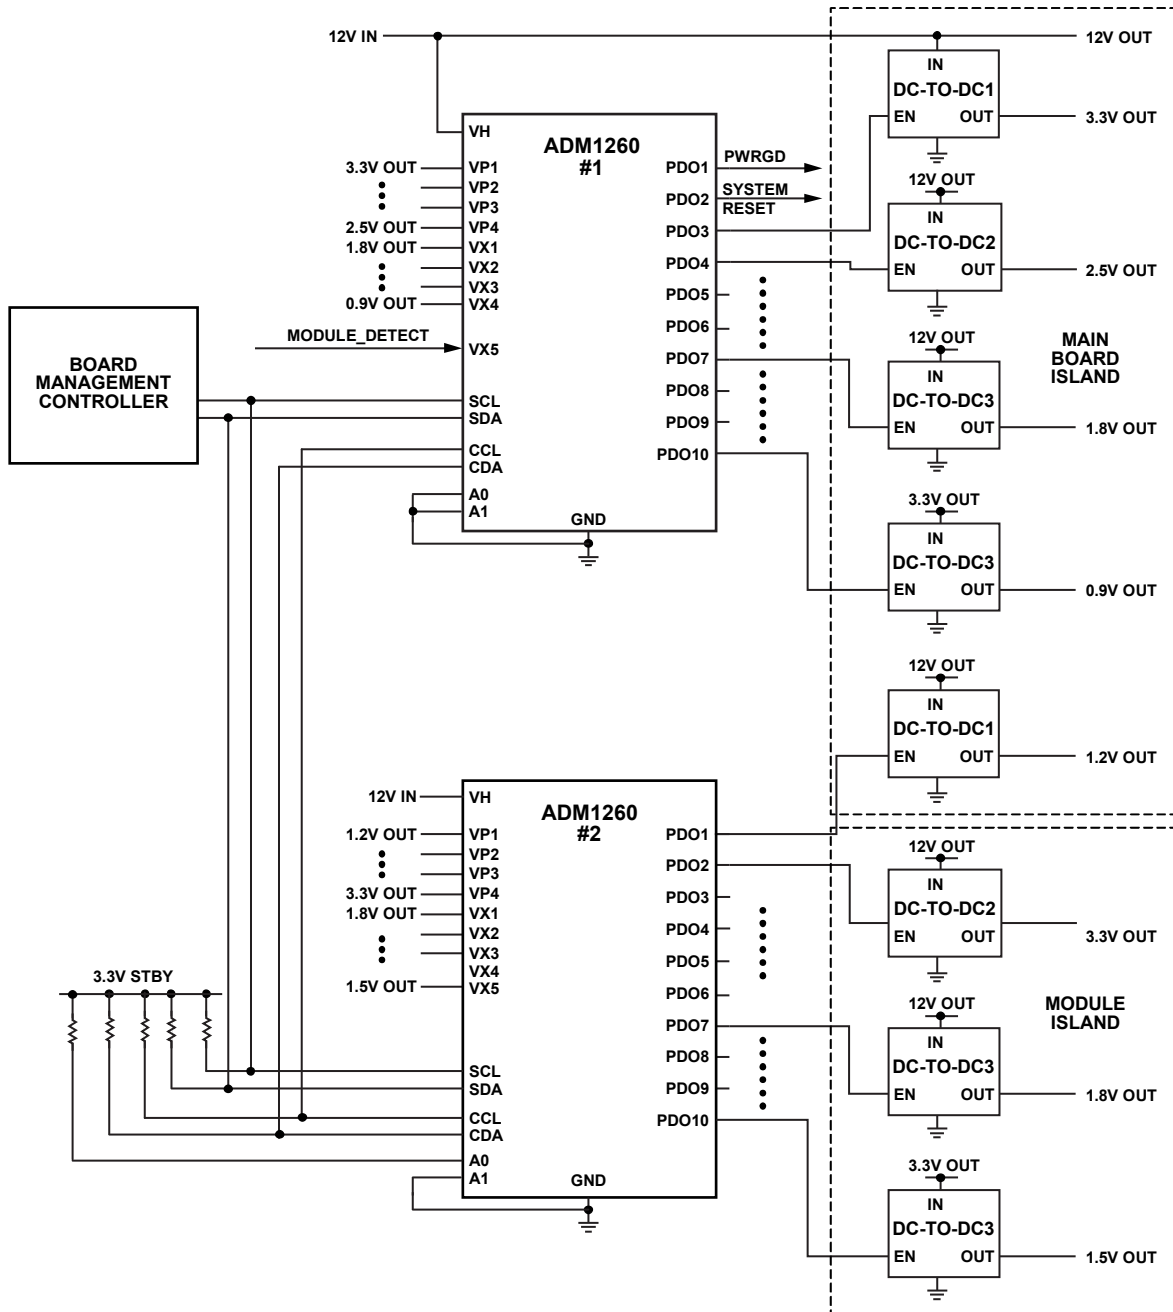 12V IN
12V OUT
IN
DC-TO-DC1
EN
OUT
3.3V OUT
ADM1260
#1
VH
3.3V OUT
VP1
VP2
VP3
2.5V OUT
VP4
1.8V OUT
VX1
VX2
VX3
0.9V OUT
VX4
MODULE_DETECT
VX5
SCL
SDA
CCL
CDA
A0
A1
GND
PDO1
PWRGD
PDO2
SYSTEM
RESET
PDO3
PDO4
PDO5
PDO6
PDO7
PDO8
PDO9
PDO10
BOARD
MANAGEMENT
CONTROLLER
12V OUT
IN
DC-TO-DC2
EN
OUT
2.5V OUT
12V OUT
IN
DC-TO-DC3
EN
OUT
1.8V OUT
MAIN
BOARD
ISLAND
3.3V OUT
IN
DC-TO-DC3
EN
OUT
0.9V OUT
12V OUT
IN
DC-TO-DC1
EN
OUT
1.2V OUT
ADM1260
#2
12V IN
VH
1.2V OUT
VP1
VP2
VP3
3.3V OUT
VP4
1.8V OUT
VX1
VX2
VX3
VX4
1.5V OUT
VX5
3.3V STBY
SCL
SDA
CCL
CDA
A0
A1
GND
PDO1
PDO2
PDO3
PDO4
PDO5
PDO6
PDO7
PDO8
PDO9
PDO10
12V OUT
IN
DC-TO-DC2
EN
OUT
3.3V OUT
MODULE
ISLAND
12V OUT
IN
DC-TO-DC3
EN
OUT
1.8V OUT
3.3V OUT
IN
DC-TO-DC3
EN
OUT
1.5V OUT